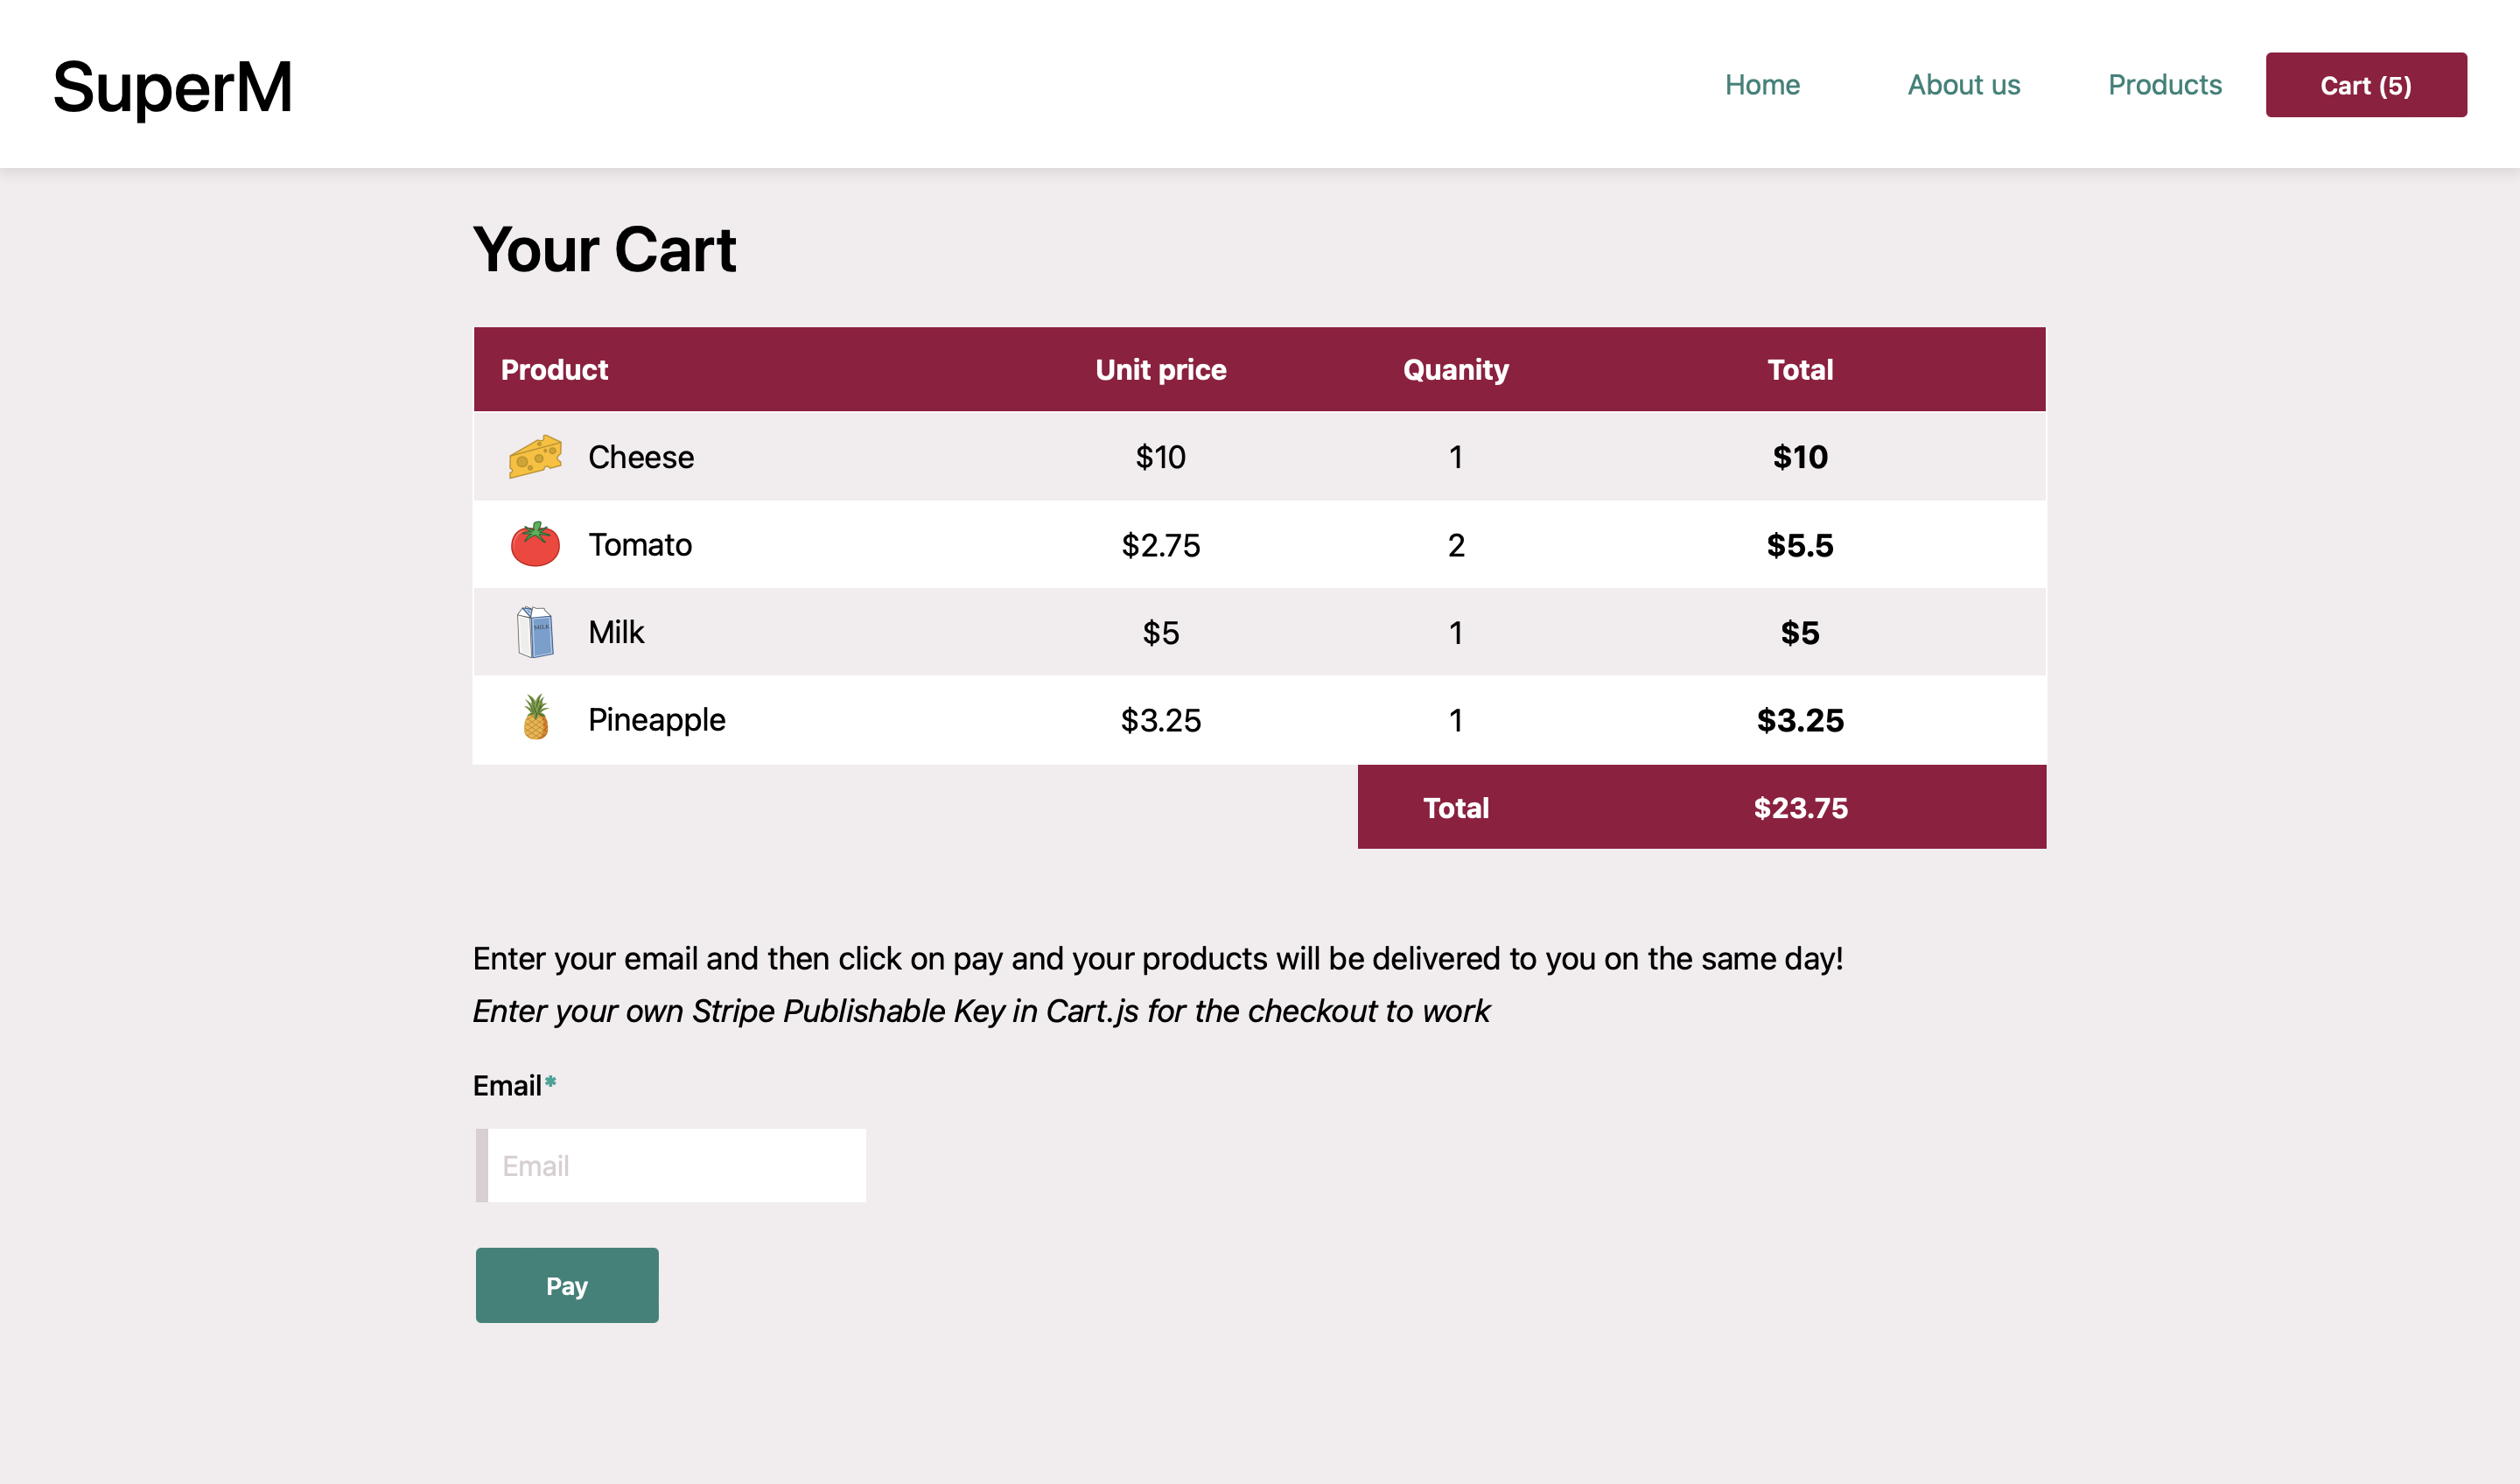 SuperM
Home About us Products Cart (5)
Your Cart
Product Unit price Quanity Total
Cheese $10 1 $10
Tomato $2.75 2 $5.5
MILK
Milk $5 1 $5
Pineapple $3.25 1 $3.25
Total $23.75
Enter your email and then click on pay and your products will be delivered to you on the same day!
Enter your own Stripe Publishable Key in Cart.js for the checkout to work
Email*
Email
Pay